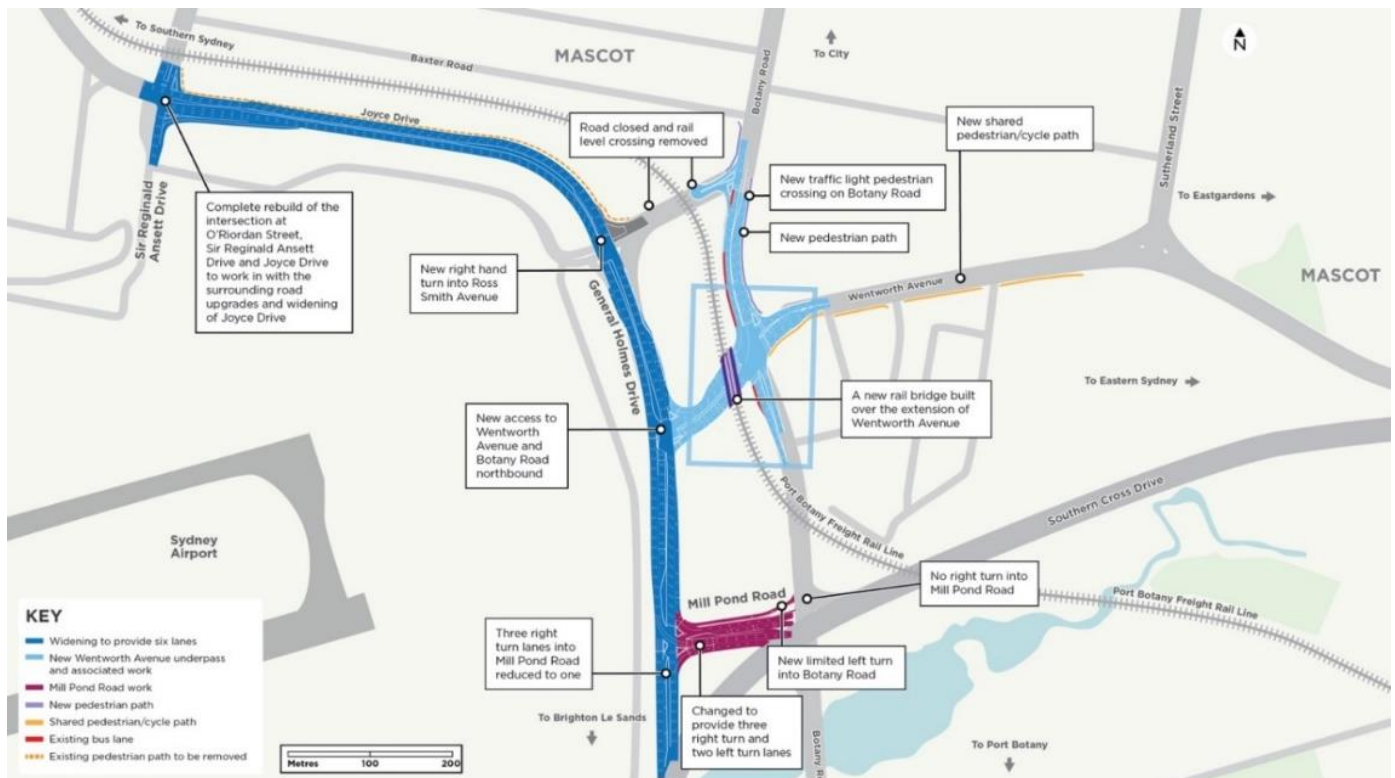 To Southern Sydney
Baxter Road
MASCOT
Botany Road
To City
N
Joyce Drive
Road closed and rail
level crossing removed
New shared
pedestrian/cycle path
Sutherland Street
To Eastgardens
New traffic light pedestrian
crossing on Botany Road
New pedestrian path
Sir Reginald
Ansett Drive
Complete rebuild of the
intersection at
O'Riordan Street,
Sir Reginald Ansett
Drive and Joyce Drive
to work in with the
surrounding road
upgrades and widening
of Joyce Drive
New right hand
turn into Ross
Smith Avenue
General Holmes Drive
Wentworth Avenue
MASCOT
To Eastern Sydney
A new rail bridge built
over the extension of
Wentworth Avenue
New access to
Wentworth
Avenue and
Botany Road
northbound
Southern Cross Drive
Port Botany Freight Rail Line
Sydney
Airport
Mill Pond Road
No right turn into
Mill Pond Road
Port Botany Freight Rail Line
Three right
turn lanes into
Mill Pond Road
reduced to one
New limited left turn
into Botany Road
Changed to
provide three
right turn and
two left turn lanes
To Brighton Le Sands
To Port Botany
KEY
Widening to provide six lanes
New Wentworth Avenue underpass
and associated work
Mill Pond Road work
New pedestrian path
Shared pedestrian/cycle path
Existing bus lane
Existing pedestrian path to be removed
Metres 100 200
Botany R